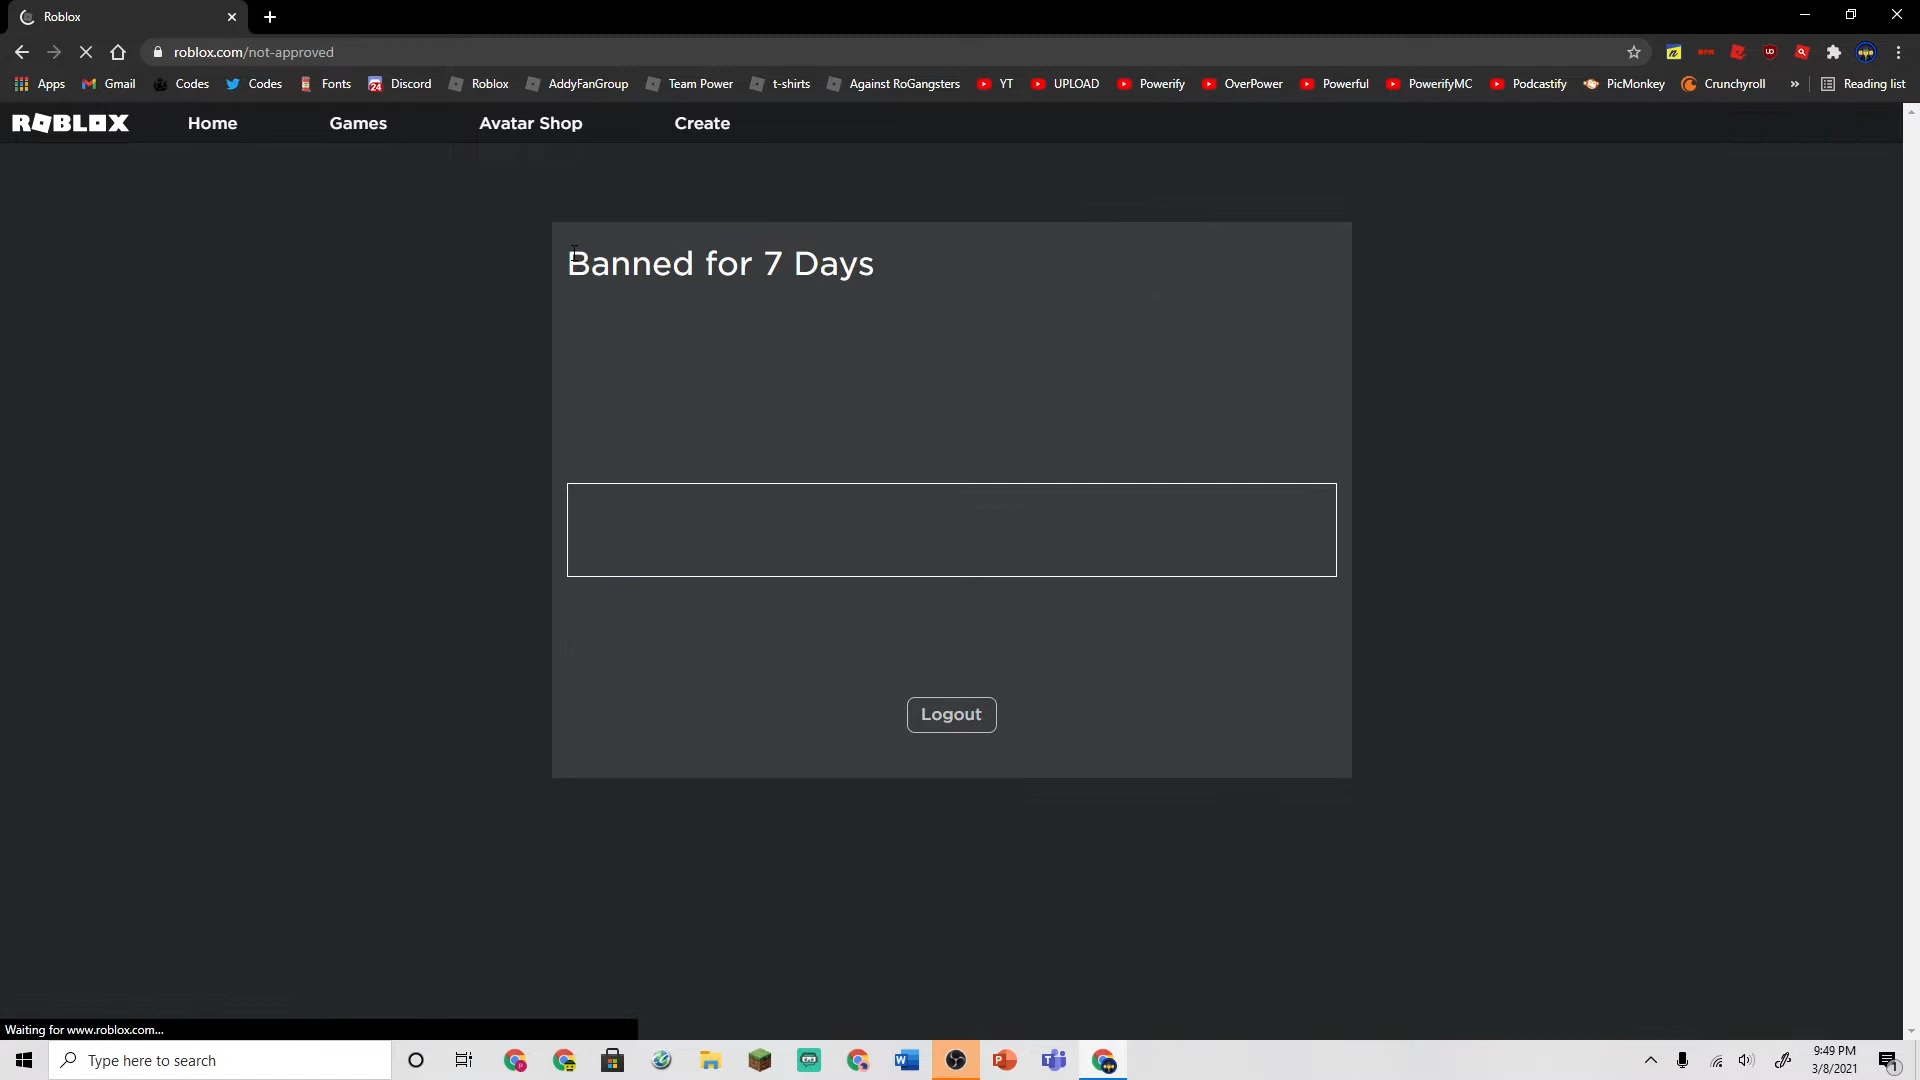 Roblox
roblox.com/not-approved
Apps Gmail Codes Codes Fonts 24 Discord Roblox AddyFanGroup Team Power t-shirts Against RoGangsters YT UPLOAD Powerify OverPower Powerful PowerifyMC Podcastify PicMonkey Crunchyroll » Reading list
ROBLOX Home Games Avatar Shop Create
Banned for 7 Days
Logout
Waiting for www.roblox.com...
Type here to search
9:49 PM
3/8/2021
1